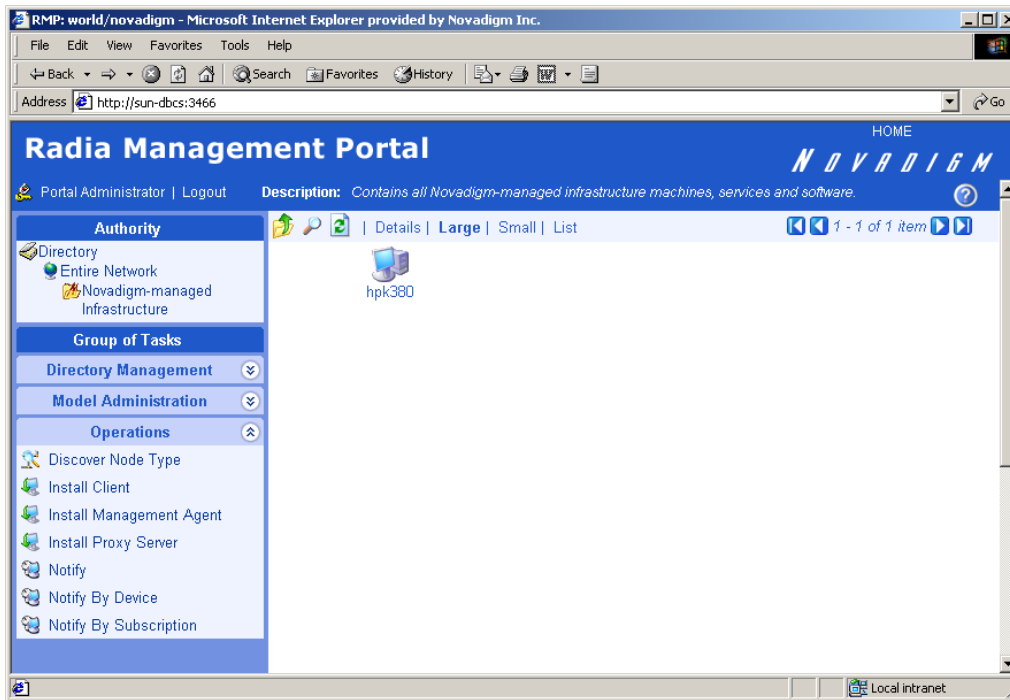 RMP: world/novadigm - Microsoft Internet Explorer provided by Novadigm Inc.
File Edit View Favorites Tools Help
Back Search Favorites History
Address http://sun-dbcs:3466 Go
Radia Management Portal
HOME
NOVADIGM
Portal Administrator | Logout Description: Contains all Novadigm-managed infrastructure machines, services and software.
Authority
Directory
Entire Network
Novadigm-managed
Infrastructure
| Details | Large | Small | List 1 - 1 of 1 item
hpk380
Group of Tasks
Directory Management
Model Administration
Operations
Discover Node Type
Install Client
Install Management Agent
Install Proxy Server
Notify
Notify By Device
Notify By Subscription
Local intranet